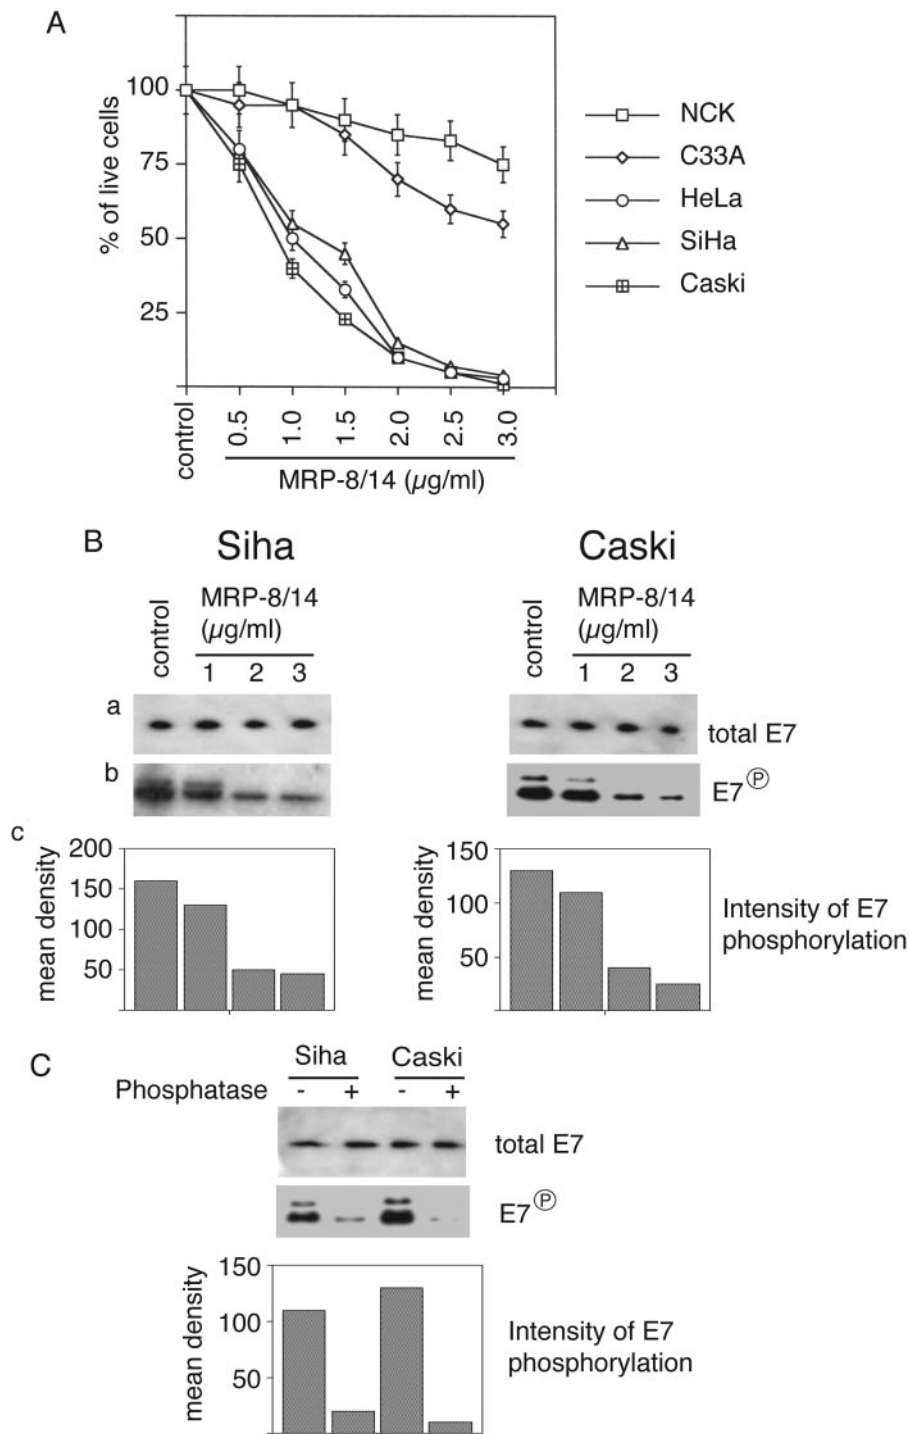 A
% of live cells
100
75
50
25
control
0.5
1.0
1.5
2.0
2.5
3.0
MRP-8/14 (µg/ml)
NCK
C33A
HeLa
SiHa
Caski
B
Siha
Caski
control
MRP-8/14
(µg/ml)
1 2 3
control
MRP-8/14
(µg/ml)
1 2 3
a
total E7
b
E7 Ⓟ
c
mean density
200
150
100
50
mean density
150
100
50
Intensity of E7
phosphorylation
C
Siha Caski
Phosphatase - + - +
total E7
E7 Ⓟ
mean density
150
100
50
Intensity of E7
phosphorylation